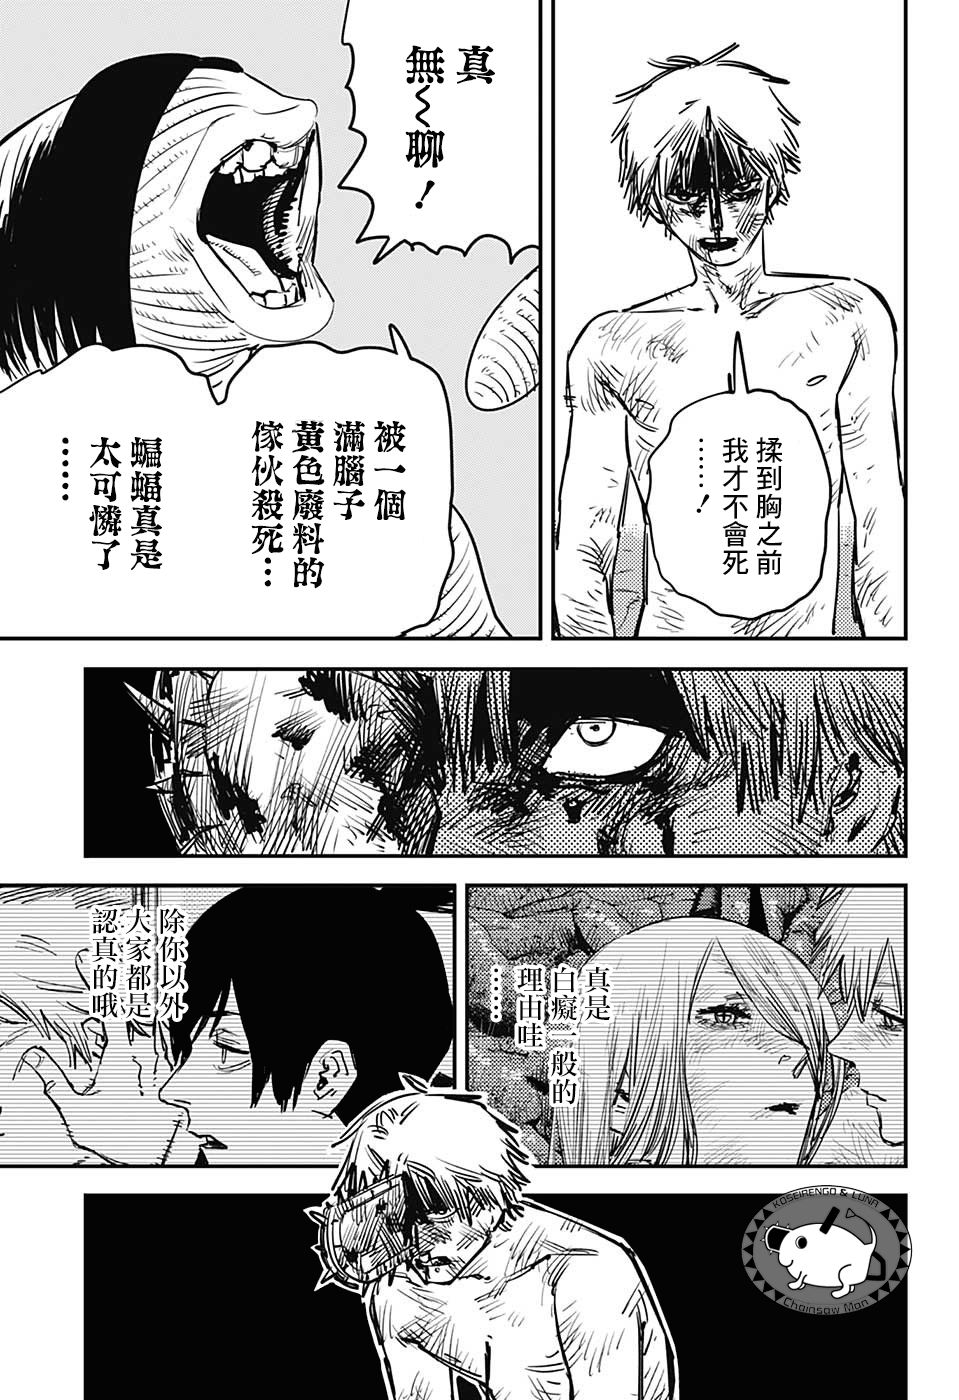 揉到胸之前
我才不會死
……！
真
無～聊！
被一個
滿腦子
黃色廢料的
傢伙殺死…
蝙蝠真是
太可憐了
……
真是
白癡一般的
理由哇
……
除你以外
大家都是
認真的哦
KOSEIRENGO & LUNA
Chainsaw Man